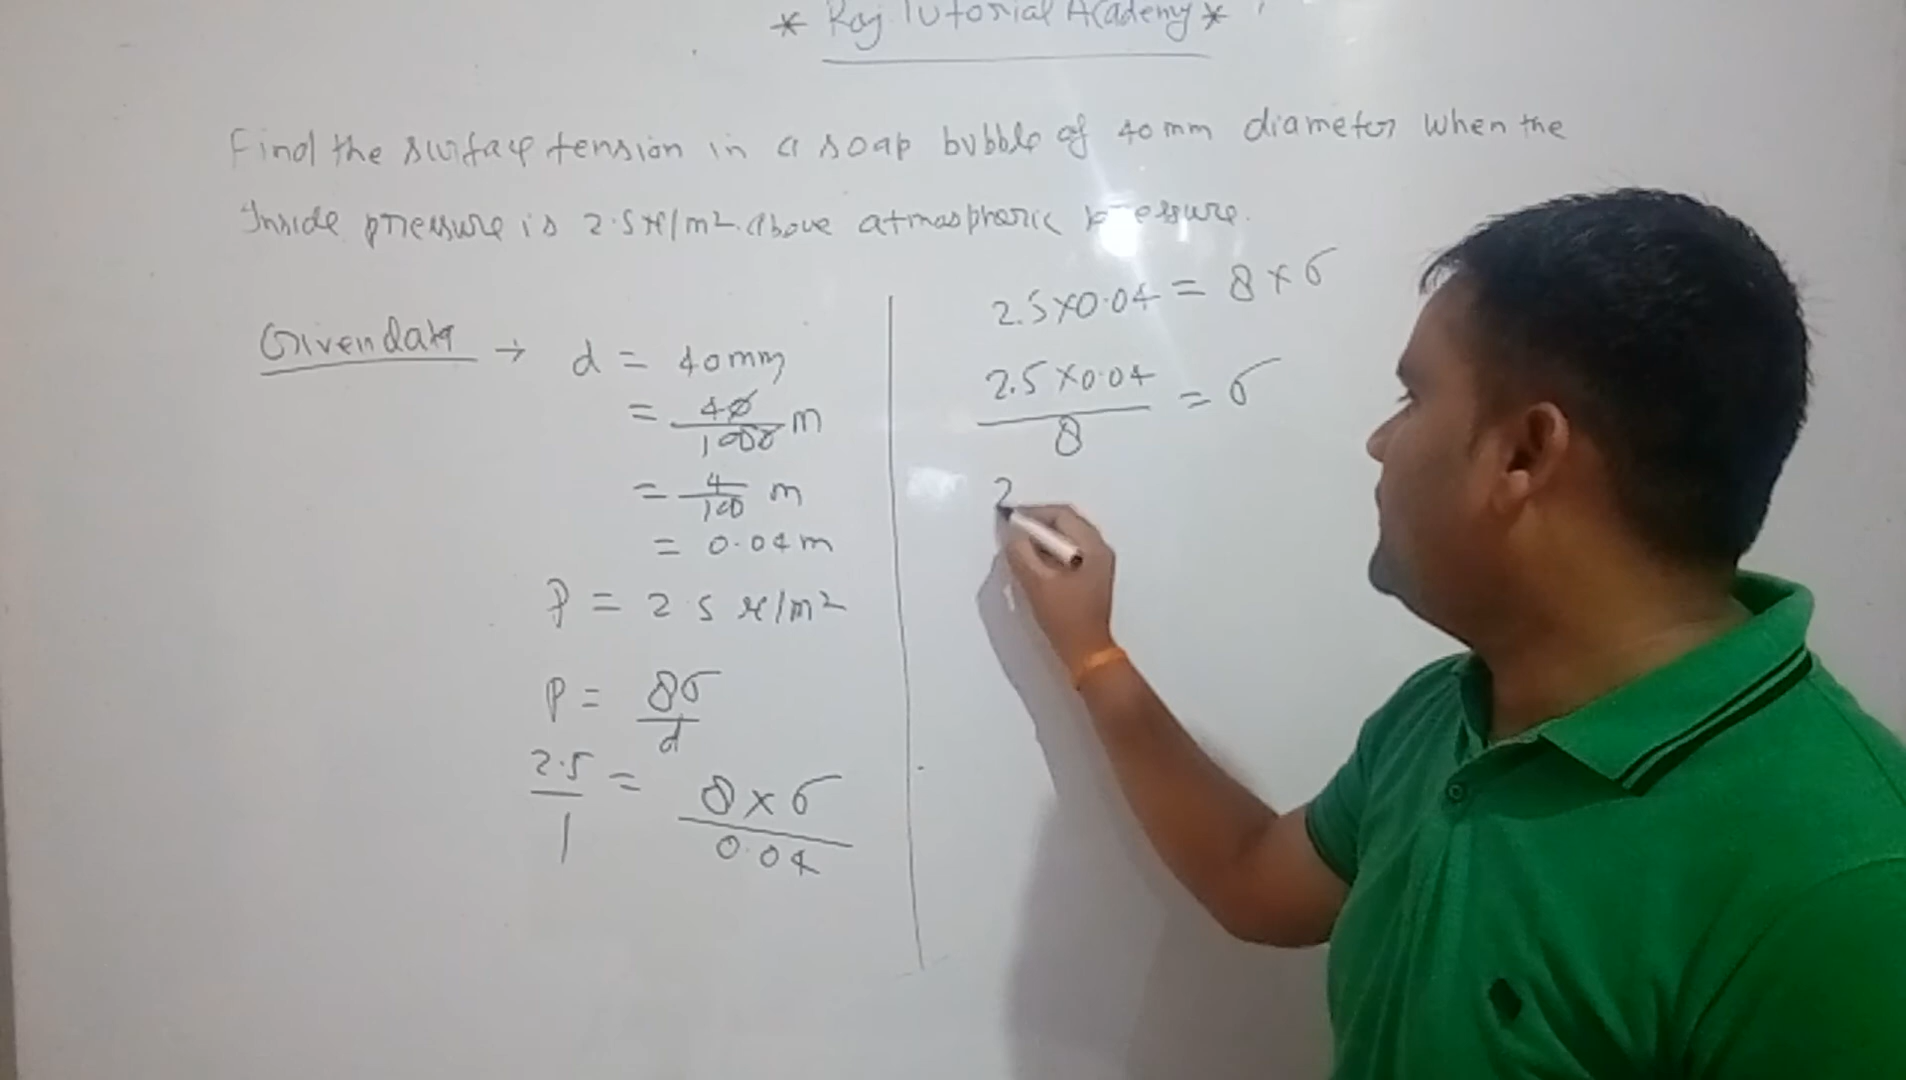 * Raj Tutorial Academy *
Find the surface tension in a soap bubble of 40 mm diameter when the
Inside pressure is 2.5 N/m2. above atmospheric pressure.
Given data → d = 40 mm
= 40/1000 m
= 4/100 m
= 0.04 m
P = 2.5 N/m2
P = 8σ/d
2.5/1 = 8×σ/0.04
2.5×0.04 = 8×σ
2.5×0.04/8 = σ
2